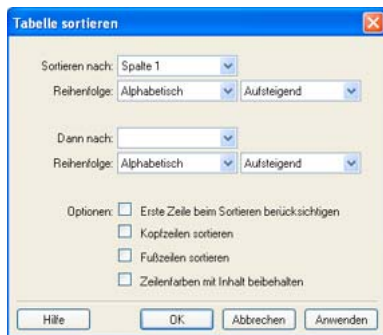 Tabelle sortieren
Sortieren nach: Spalte 1
Reihenfolge: Alphabetisch Aufsteigend
Dann nach:
Reihenfolge: Alphabetisch Aufsteigend
Optionen: Erste Zeile beim Sortieren berücksichtigen
Kopfzeilen sortieren
Fußzeilen sortieren
Zeilenfarben mit Inhalt beibehalten
Hilfe OK Abbrechen Anwenden